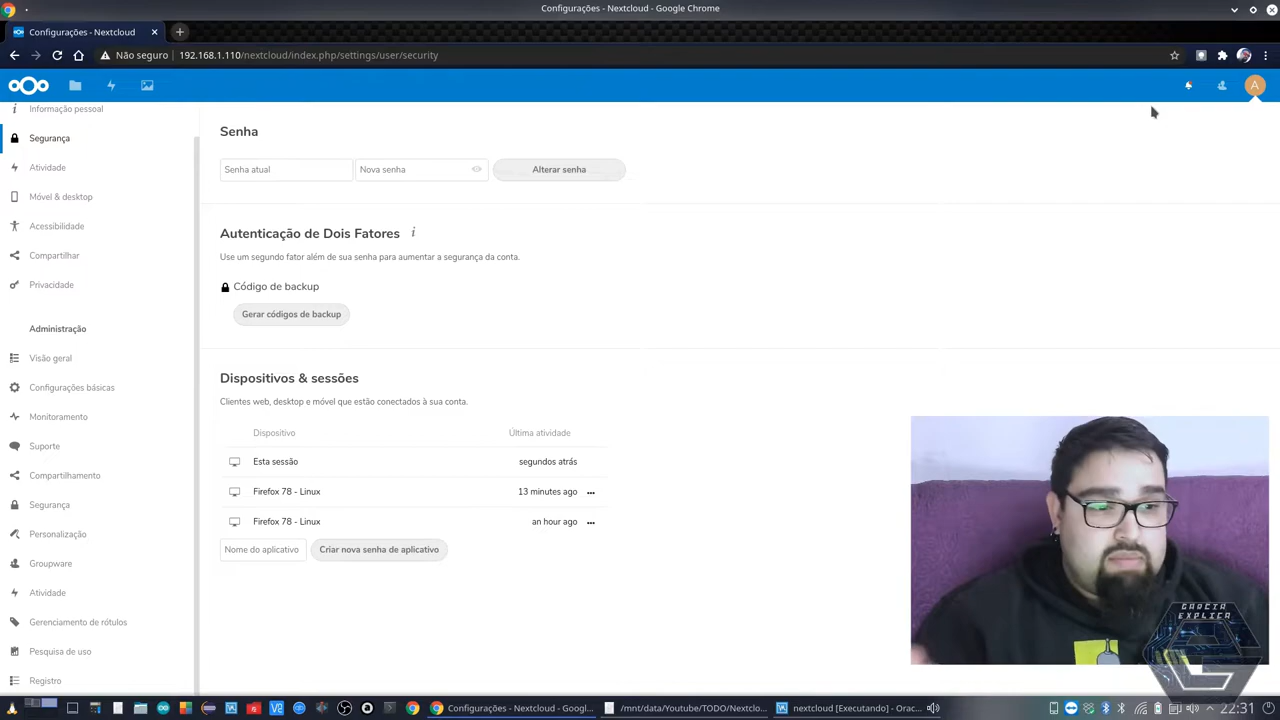 Configurações - Nextcloud - Google Chrome
Configurações - Nextcloud
Não seguro
192.168.1.110/nextcloud/index.php/settings/user/security
A
Informação pessoal
Segurança
Atividade
Móvel & desktop
Acessibilidade
Compartilhar
Privacidade
Administração
Visão geral
Configurações básicas
Monitoramento
Suporte
Compartilhamento
Segurança
Personalização
Groupware
Atividade
Gerenciamento de rótulos
Pesquisa de uso
Registro
Senha
Senha atual
Nova senha
Alterar senha
Autenticação de Dois Fatores
Use um segundo fator além de sua senha para aumentar a segurança da conta.
Código de backup
Gerar códigos de backup
Dispositivos & sessões
Clientes web, desktop e móvel que estão conectados à sua conta.
Dispositivo Última atividade
Esta sessão segundos atrás
Firefox 78 - Linux 13 minutes ago
Firefox 78 - Linux an hour ago
Nome do aplicativo
Criar nova senha de aplicativo
GARCIA
EXPLICA
Configurações - Nextcloud - Googl...
/mnt/data/Youtube/TODO/Nextclo...
nextcloud [Executando] - Orac...
22:31